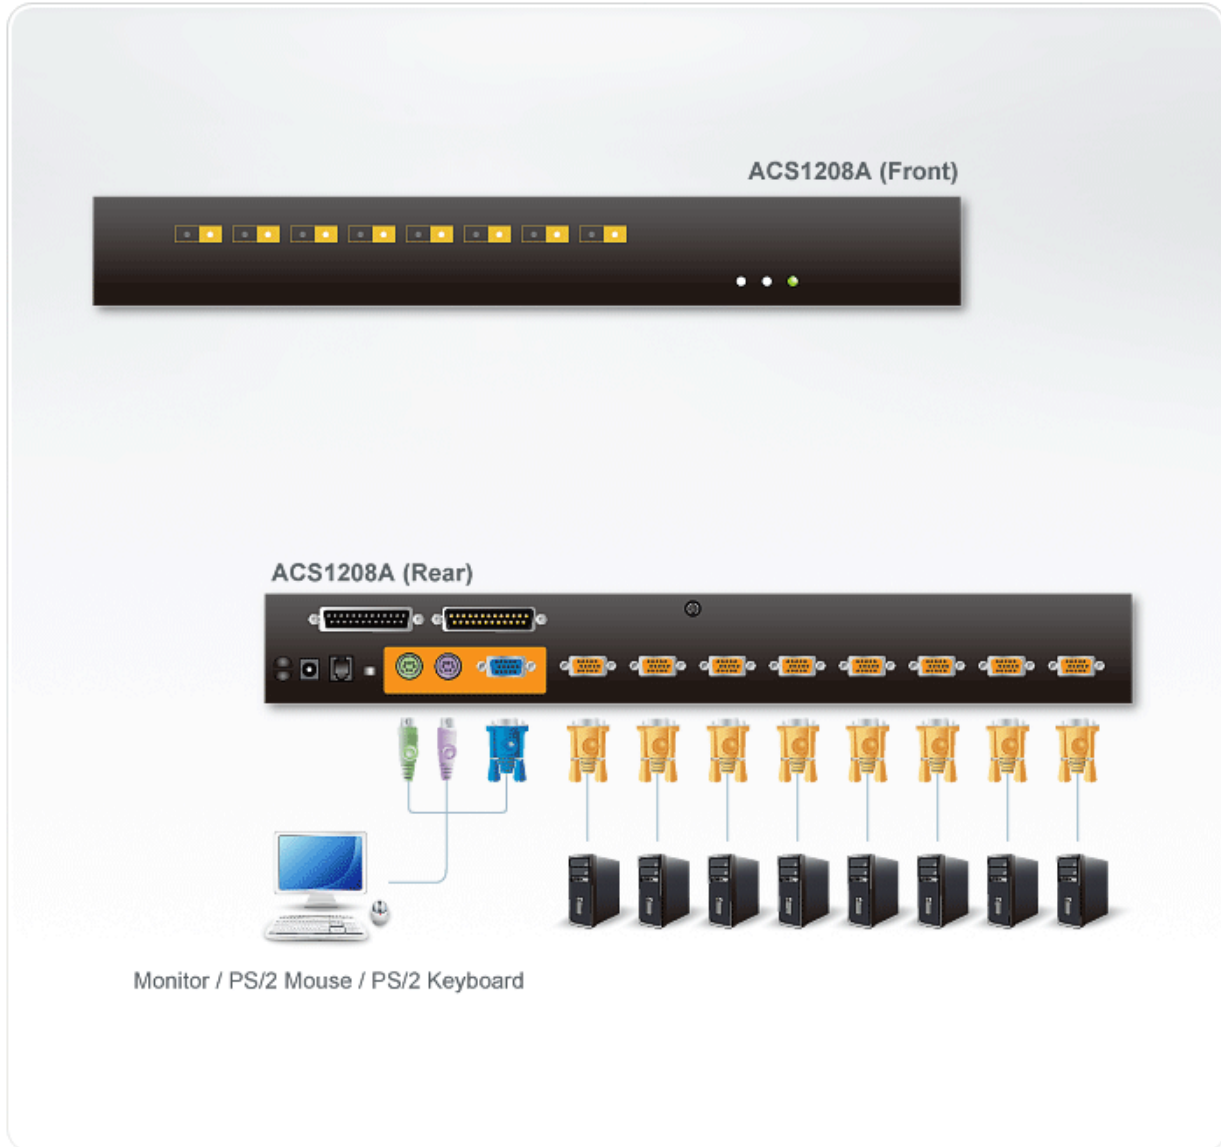 ACS1208A (Front)
ACS1208A (Rear)
Monitor / PS/2 Mouse / PS/2 Keyboard